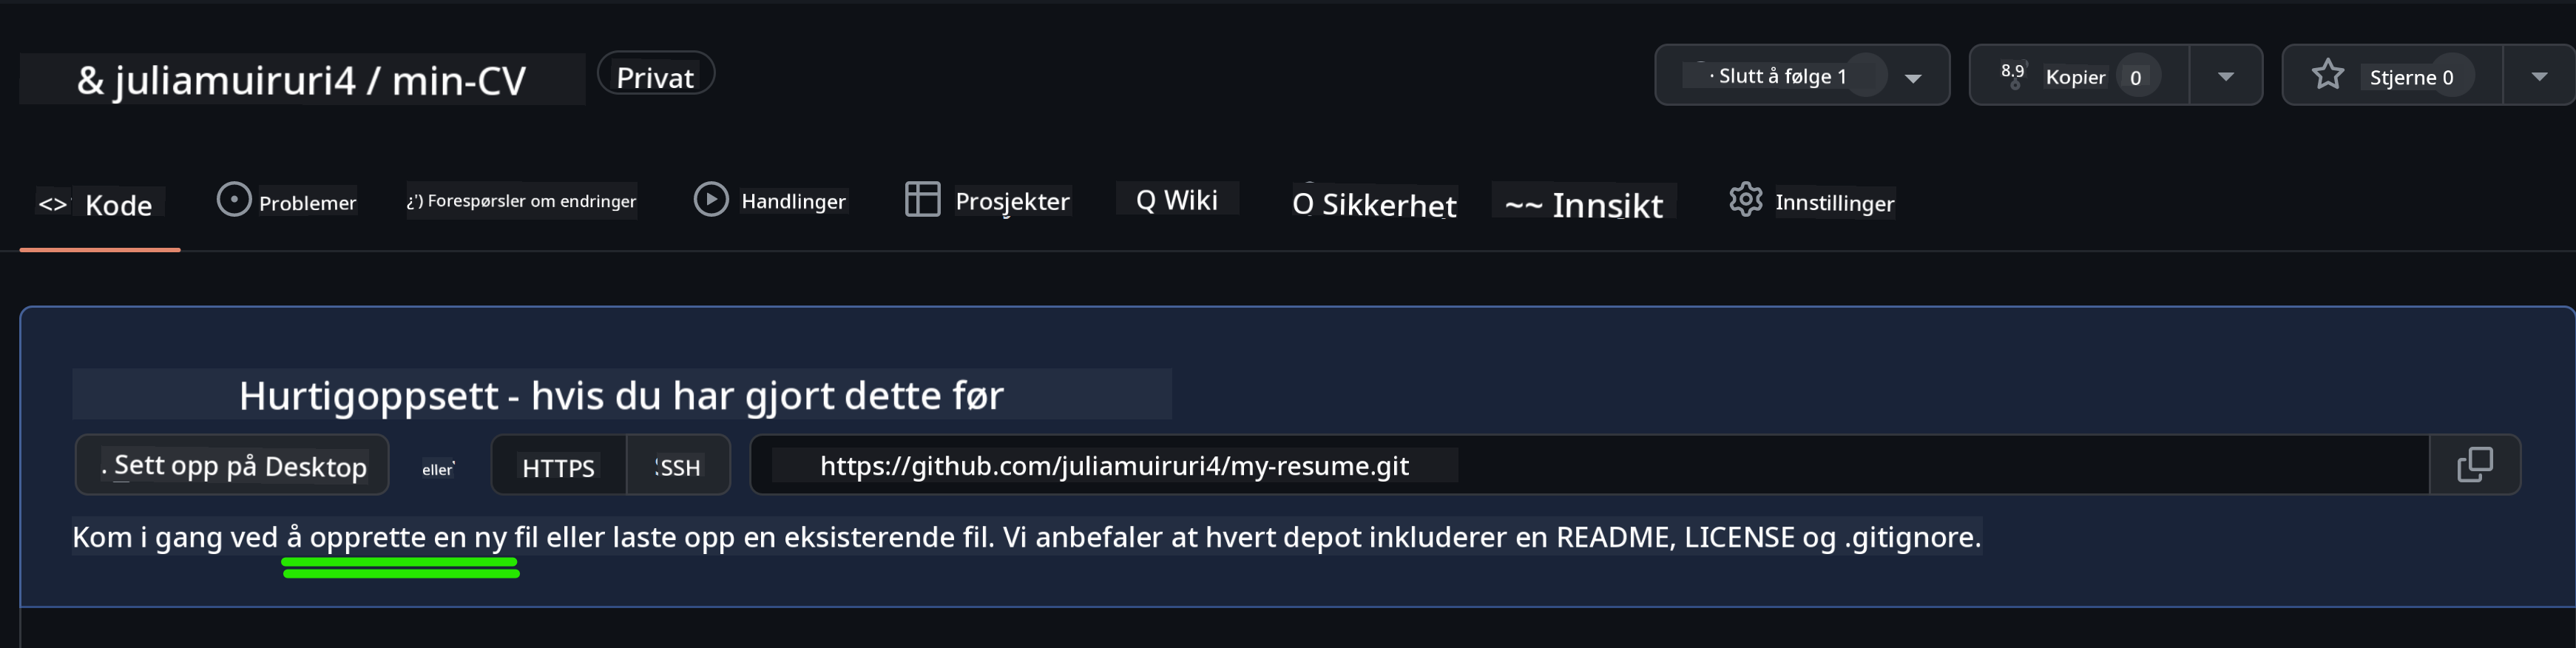 & juliamuiruri4 / min-CV Privat · Slutt å følge 1 8.9 Kopier 0 Stjerne 0
<> Kode Problemer ¿') Forespørsler om endringer Handlinger Prosjekter Q Wiki O Sikkerhet ~~ Innsikt Innstillinger
Hurtigoppsett - hvis du har gjort dette før
. Sett opp på Desktop eller HTTPS SSH https://github.com/juliamuiruri4/my-resume.git
Kom i gang ved å opprette en ny fil eller laste opp en eksisterende fil. Vi anbefaler at hvert depot inkluderer en README, LICENSE og .gitignore.